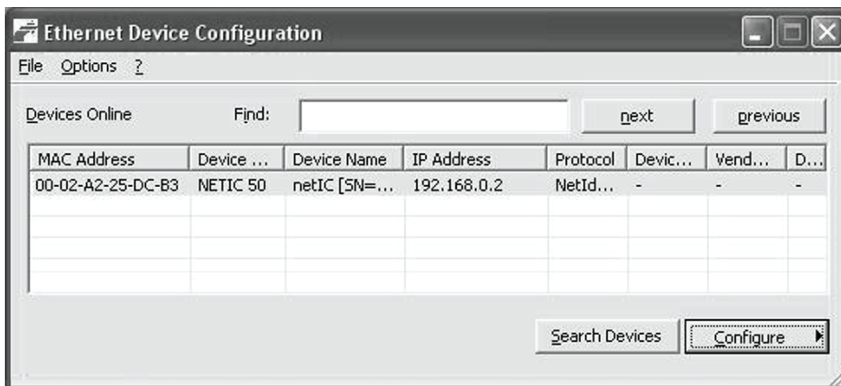 Ethernet Device Configuration
File Options ?
Devices Online Find: next previous
MAC Address Device ... Device Name IP Address Protocol Devic... Vend... D...
00-02-A2-25-DC-B3 NETIC 50 netIC [SN=... 192.168.0.2 NetId... - - -
Search Devices Configure